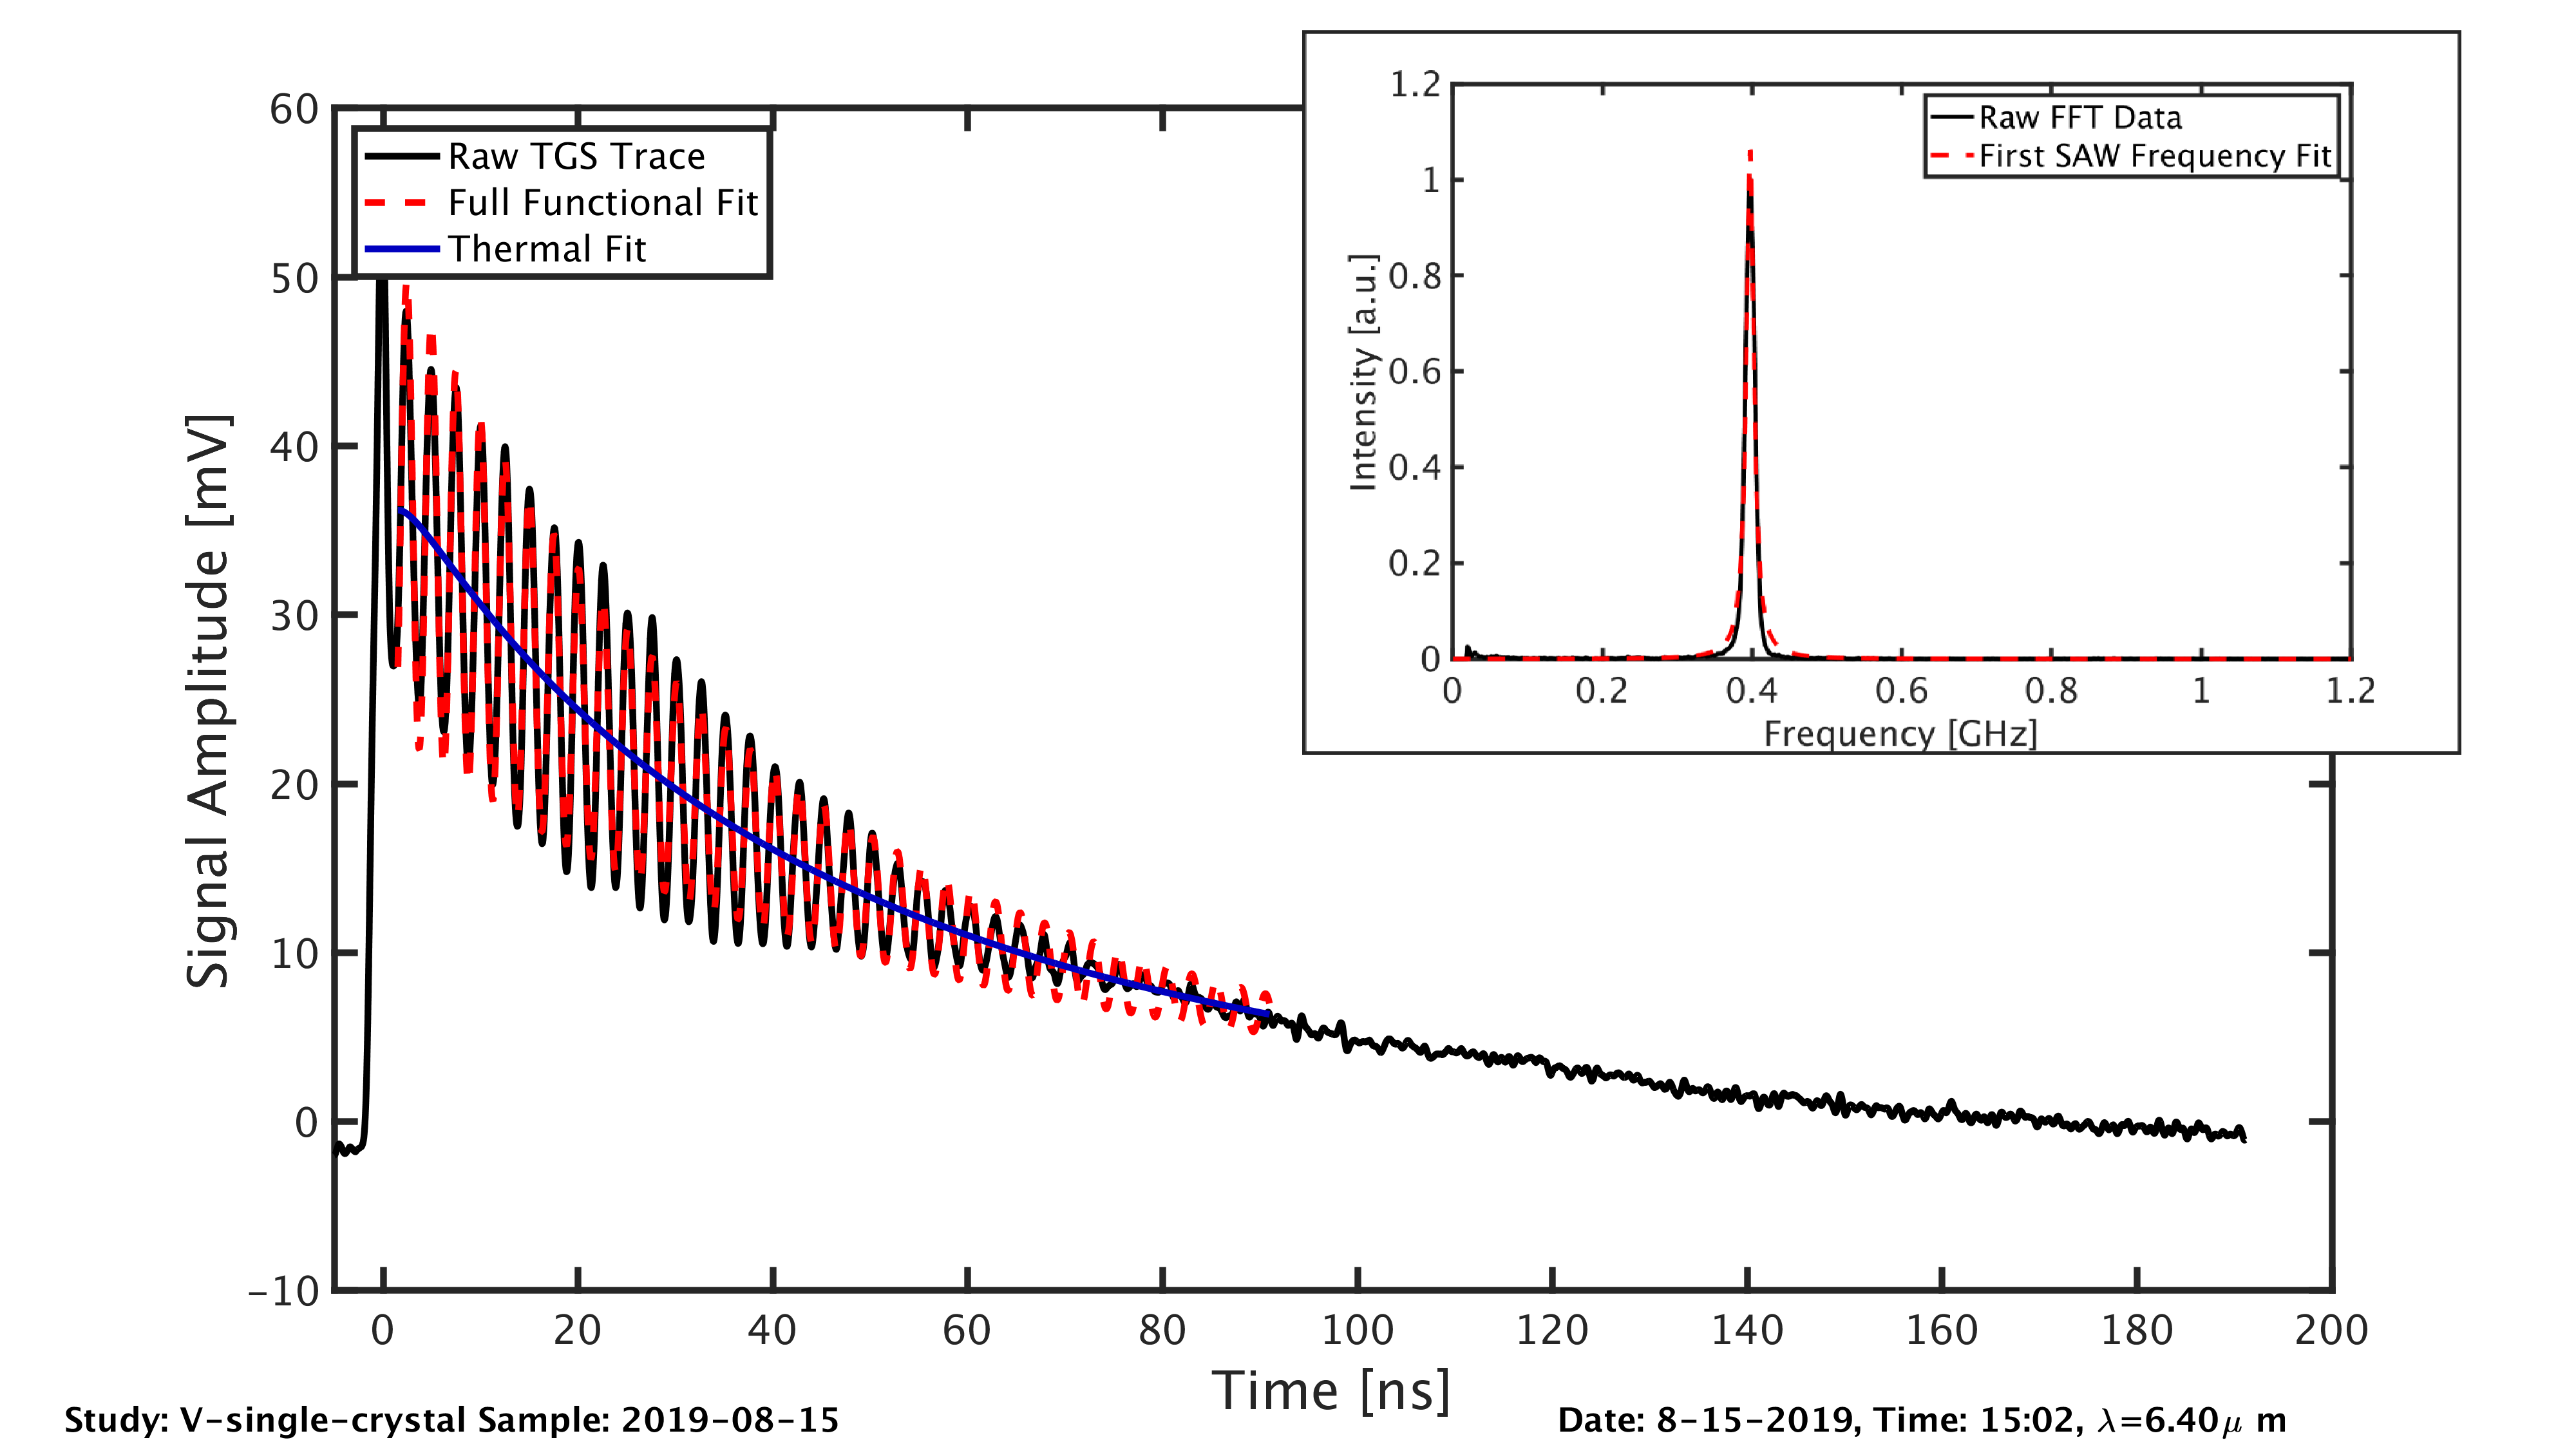 60
50
40
30
20
10
0
−10
Signal Amplitude [mV]
Raw TGS Trace
Full Functional Fit
Thermal Fit
0 20 40 60 80 100 120 140 160 180 200
Time [ns]
1.2
1
0.8
0.6
0.4
0.2
0
Intensity [a.u.]
Raw FFT Data
First SAW Frequency Fit
0 0.2 0.4 0.6 0.8 1 1.2
Frequency [GHz]
Study: V−single−crystal Sample: 2019−08−15
Date: 8−15−2019, Time: 15:02, λ=6.40μ m